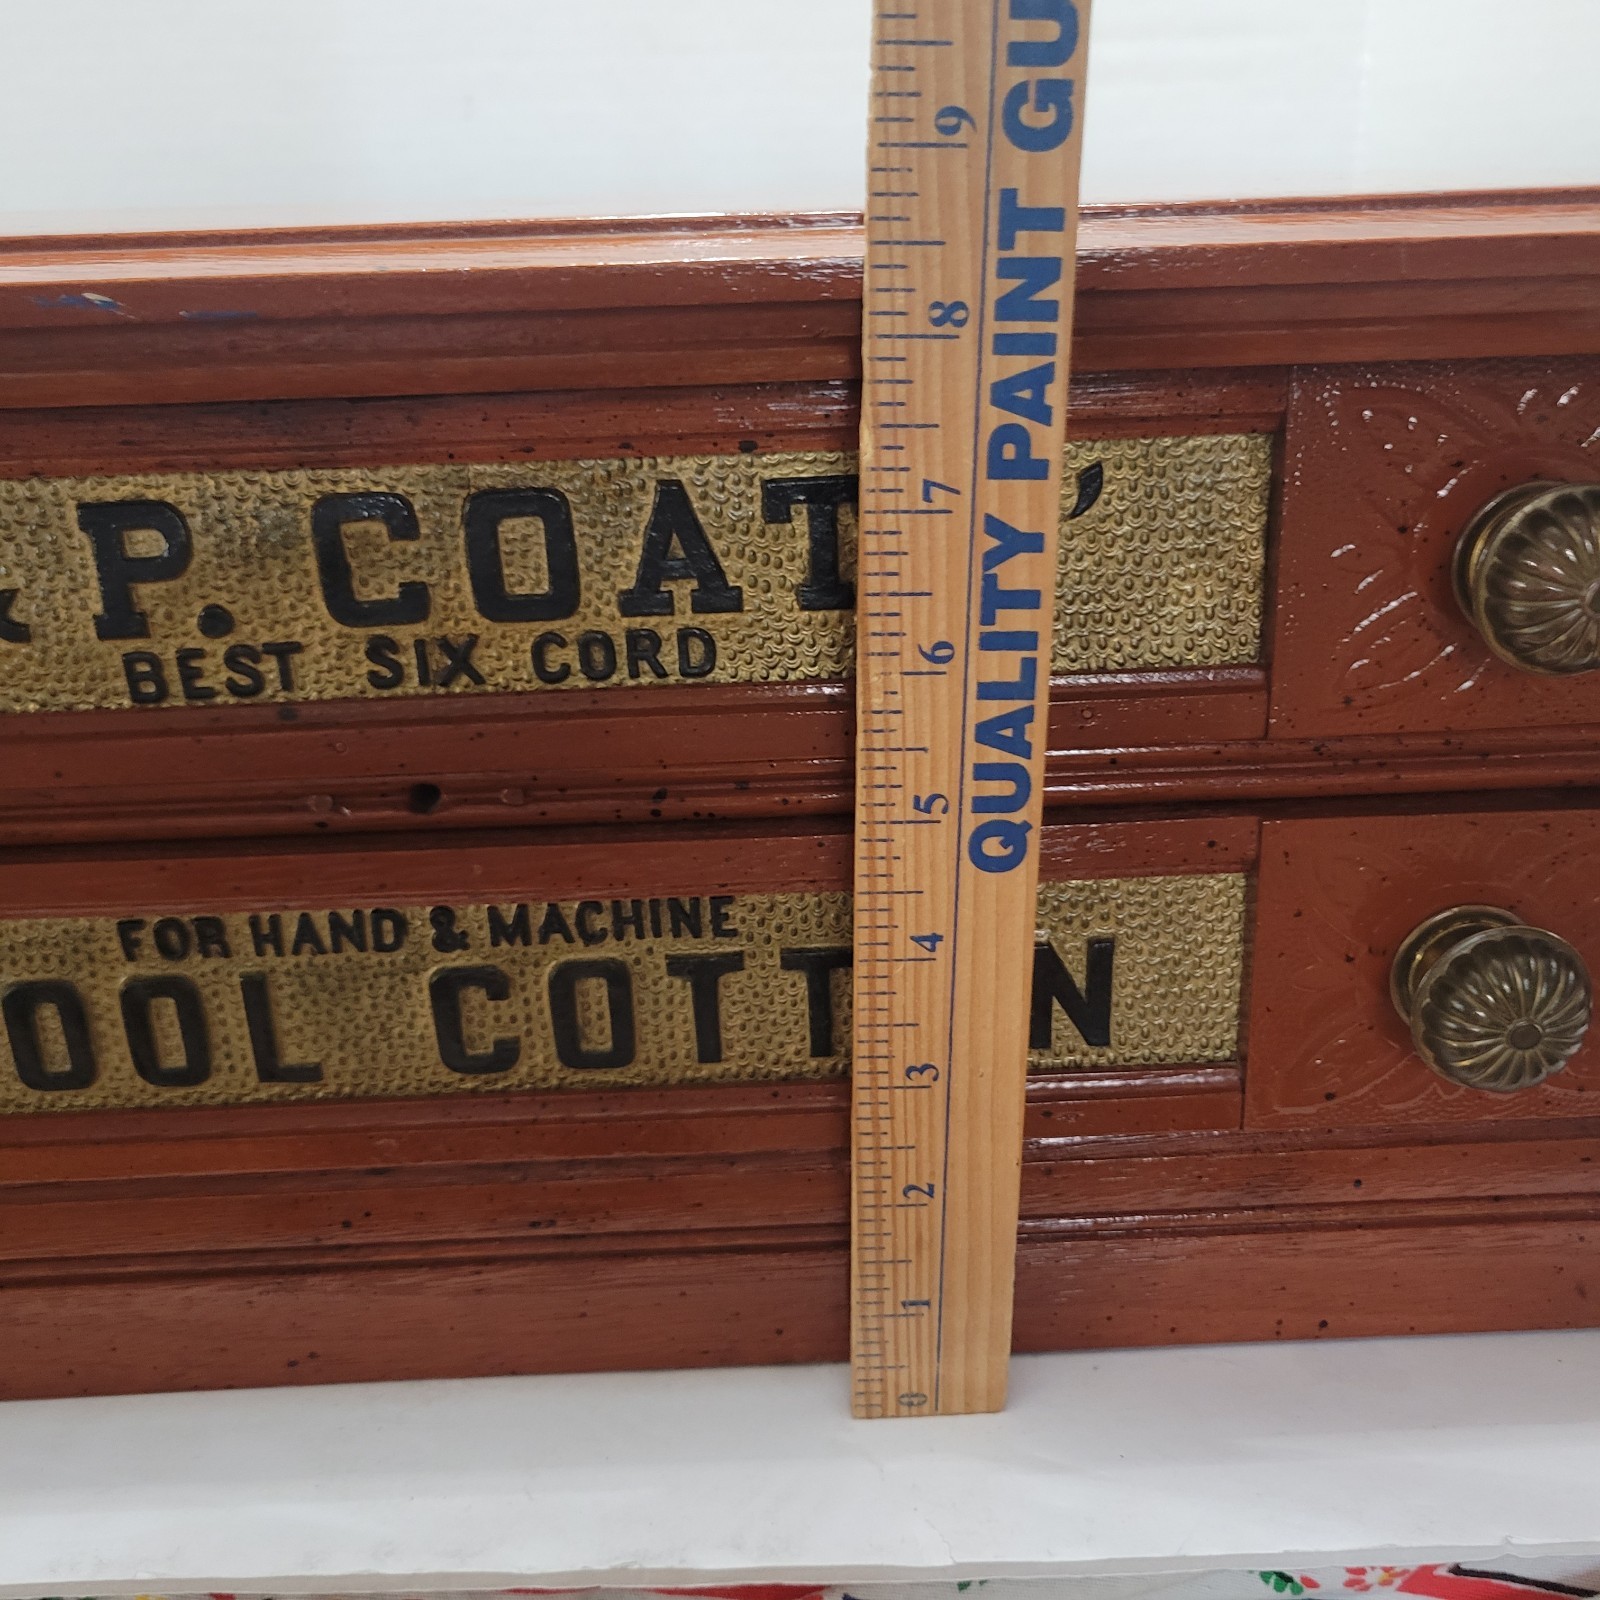 P. COAT
BEST SIX CORD
FOR HAND & MACHINE
OOL COTT N
QUALITY PAINT GU
0 1 2 3 4 5 6 7 8 9